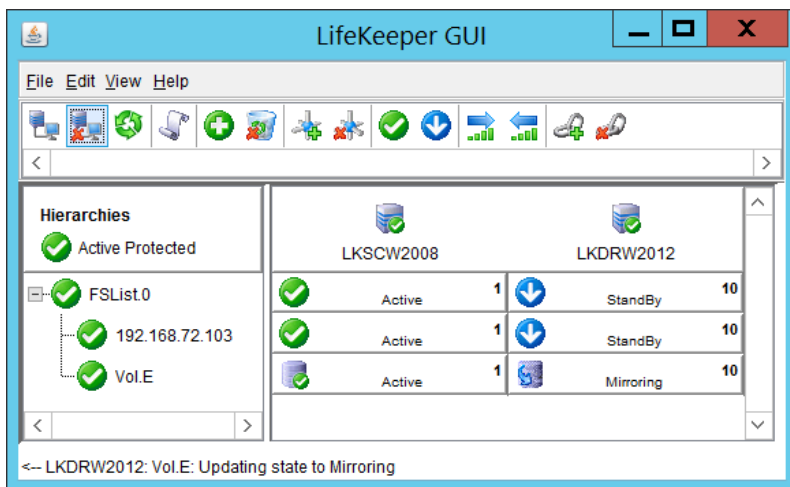 LifeKeeper GUI
File Edit View Help
Hierarchies
Active Protected
LKSCW2008
LKDRW2012
FSList.0
Active 1
StandBy 10
192.168.72.103
Active 1
StandBy 10
Vol.E
Active 1
Mirroring 10
<-- LKDRW2012: Vol.E: Updating state to Mirroring